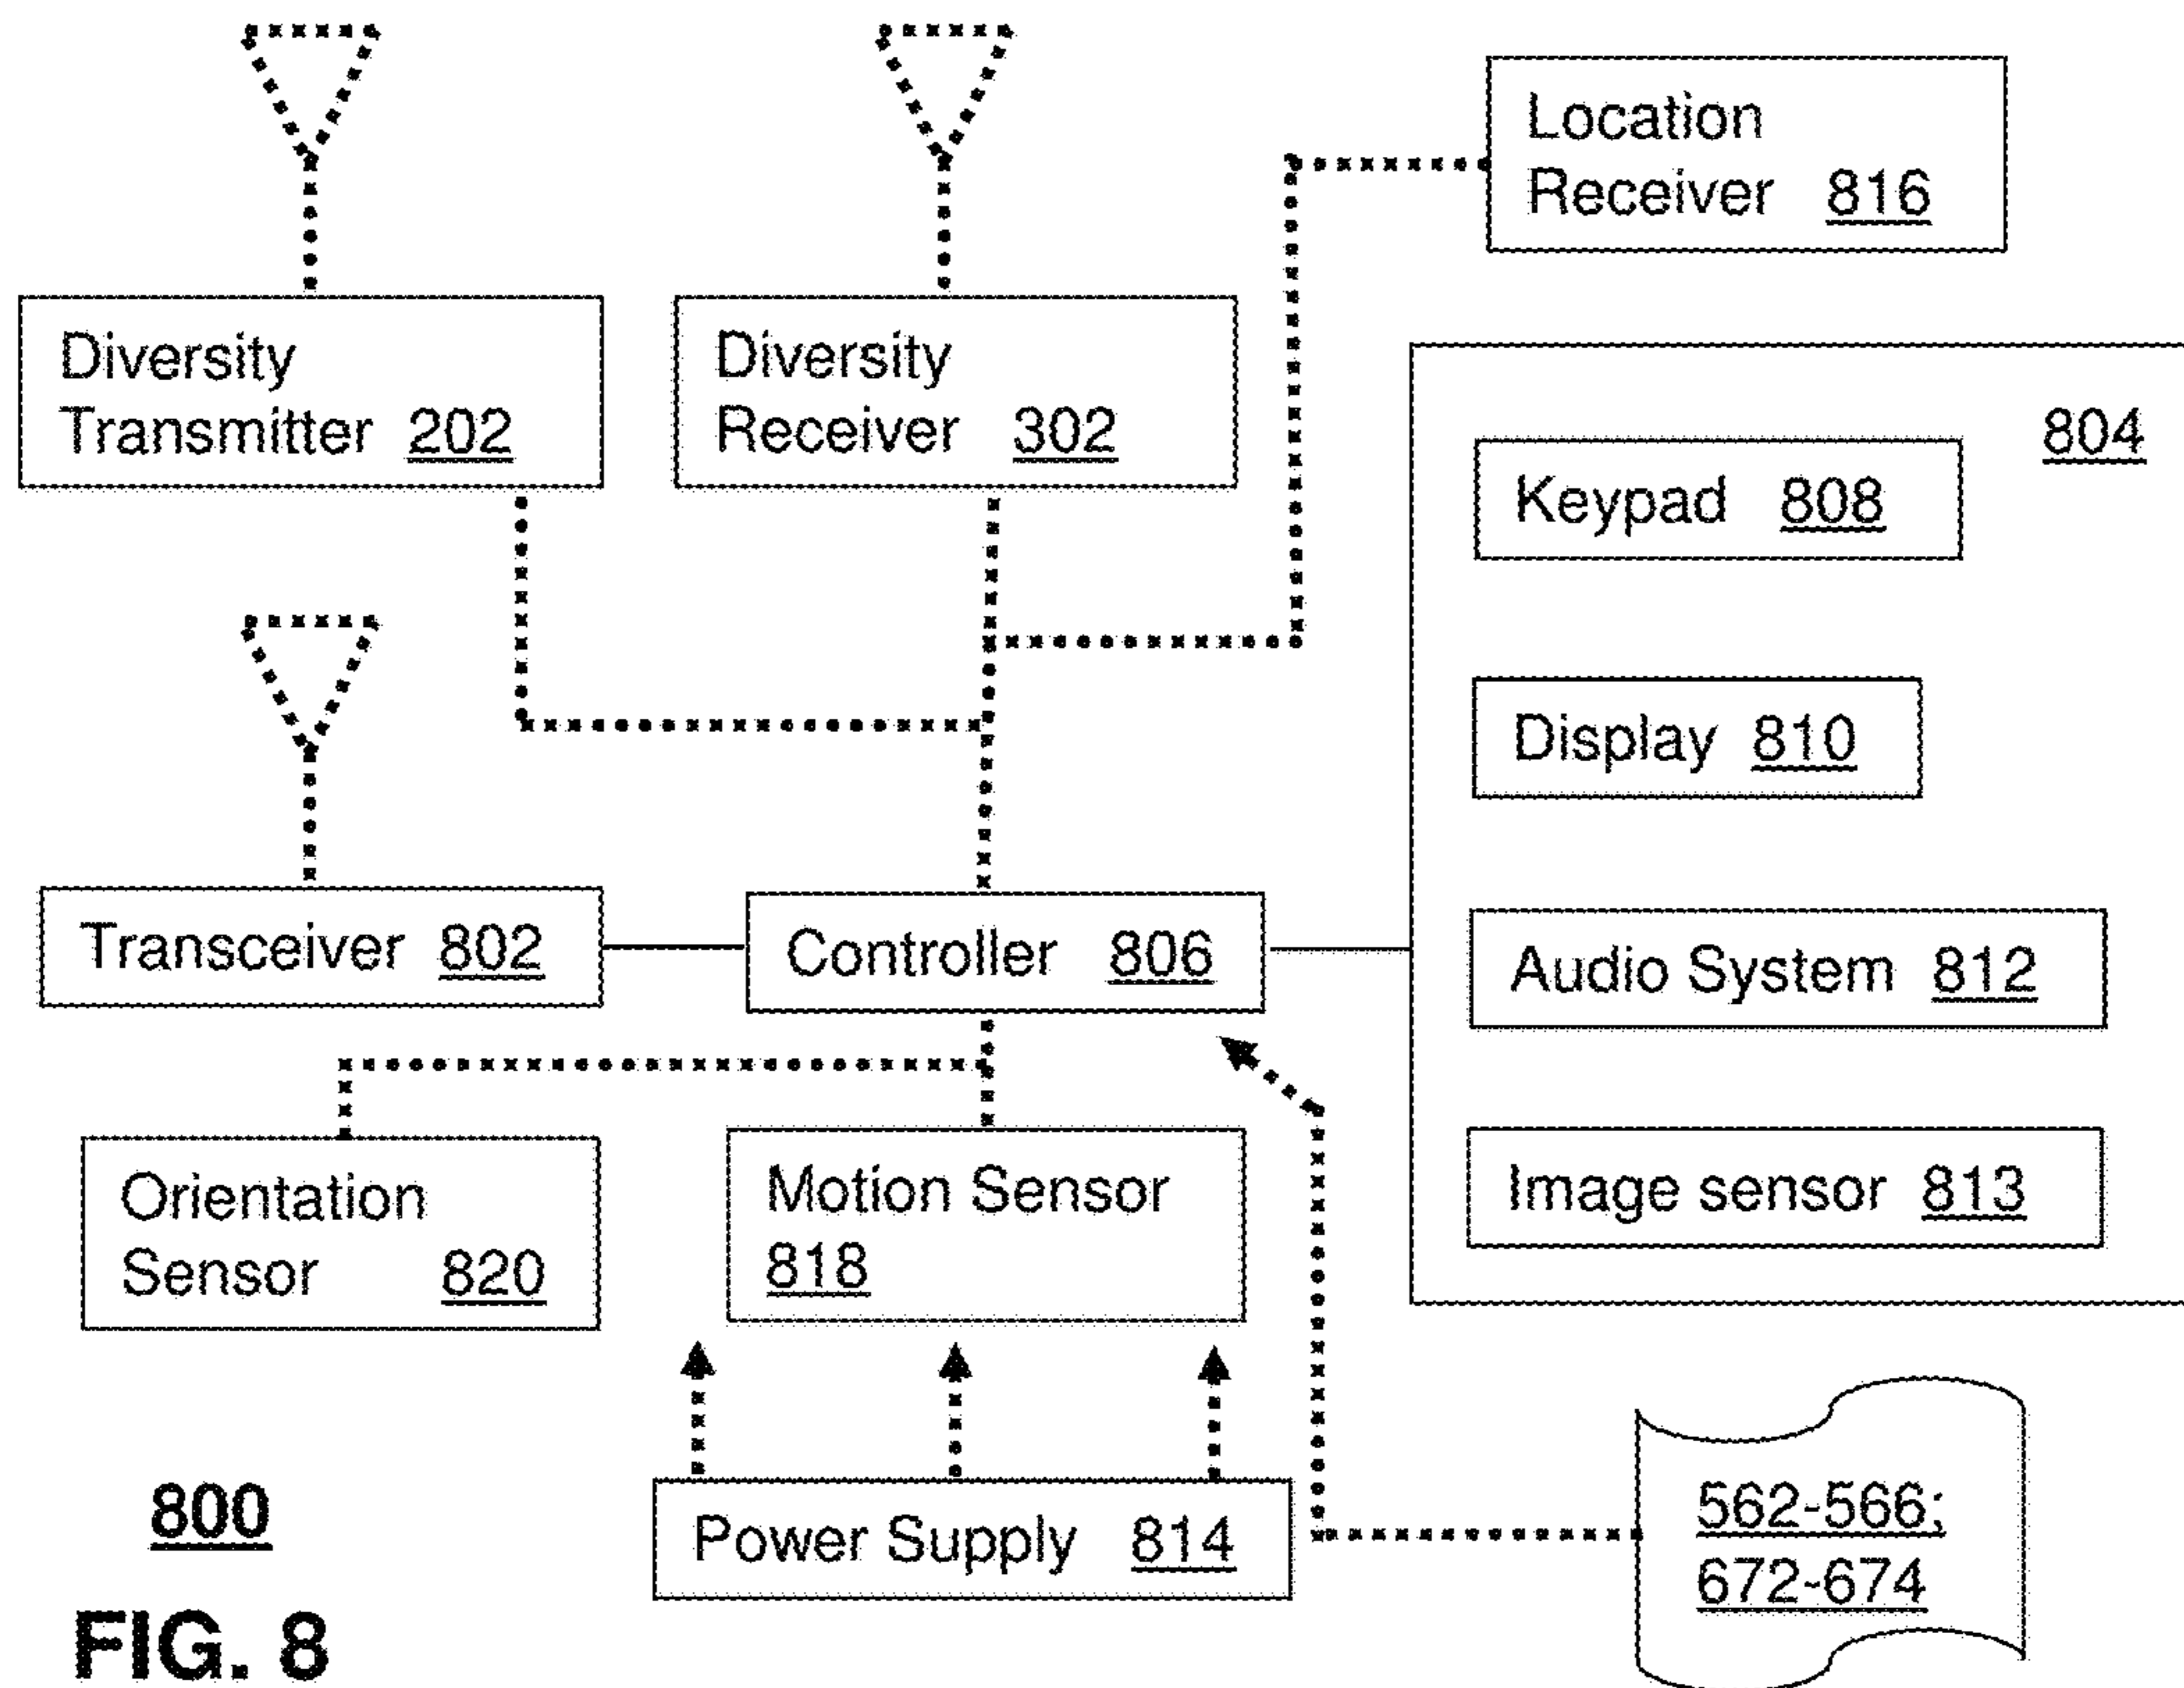 Location
Receiver 816
Diversity
Transmitter 202
Diversity
Receiver 302
804
Keypad 808
Display 810
Transceiver 802
Controller 806
Audio System 812
Orientation
Sensor 820
Motion Sensor
818
Image sensor 813
Power Supply 814
562-566;
672-674
800
FIG. 8